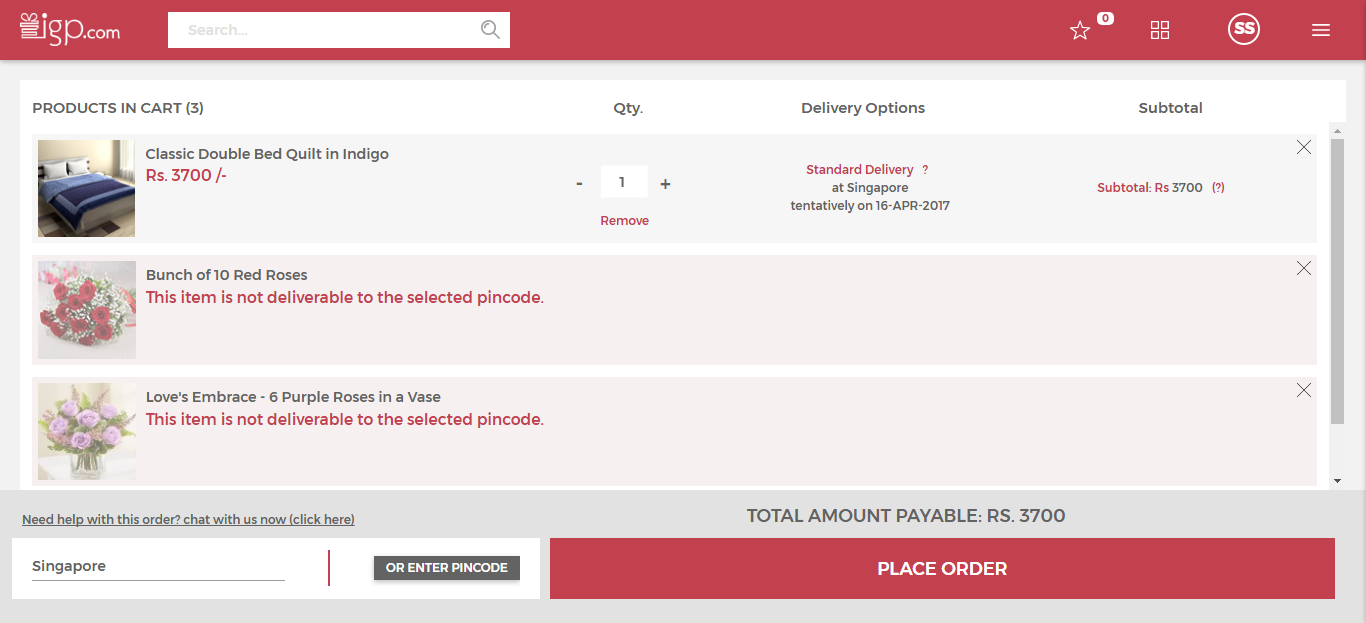 igp.com
Search...
0
SS
PRODUCTS IN CART (3)
Qty.
Delivery Options
Subtotal
Classic Double Bed Quilt in Indigo
Rs. 3700 /-
- 1 +
Remove
Standard Delivery ?
at Singapore
tentatively on 16-APR-2017
Subtotal: Rs 3700 (?)
Bunch of 10 Red Roses
This item is not deliverable to the selected pincode.
Love's Embrace - 6 Purple Roses in a Vase
This item is not deliverable to the selected pincode.
Need help with this order? chat with us now (click here)
TOTAL AMOUNT PAYABLE: RS. 3700
Singapore
OR ENTER PINCODE
PLACE ORDER